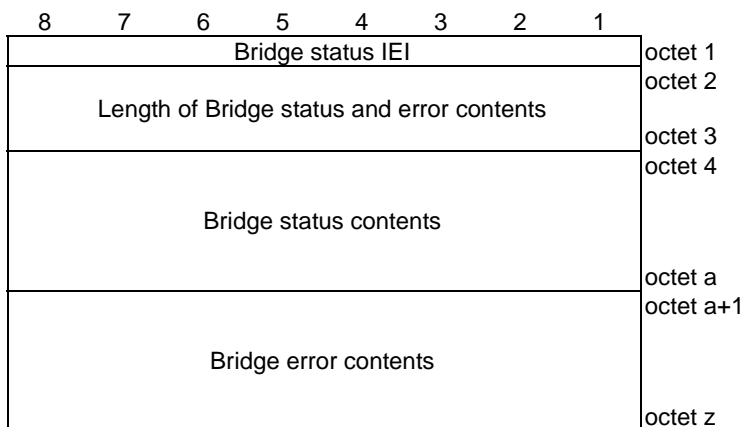 8 7 6 5 4 3 2 1
Bridge status IEI octet 1
octet 2
Length of Bridge status and error contents
octet 3
octet 4
Bridge status contents
octet a
octet a+1
Bridge error contents
octet z